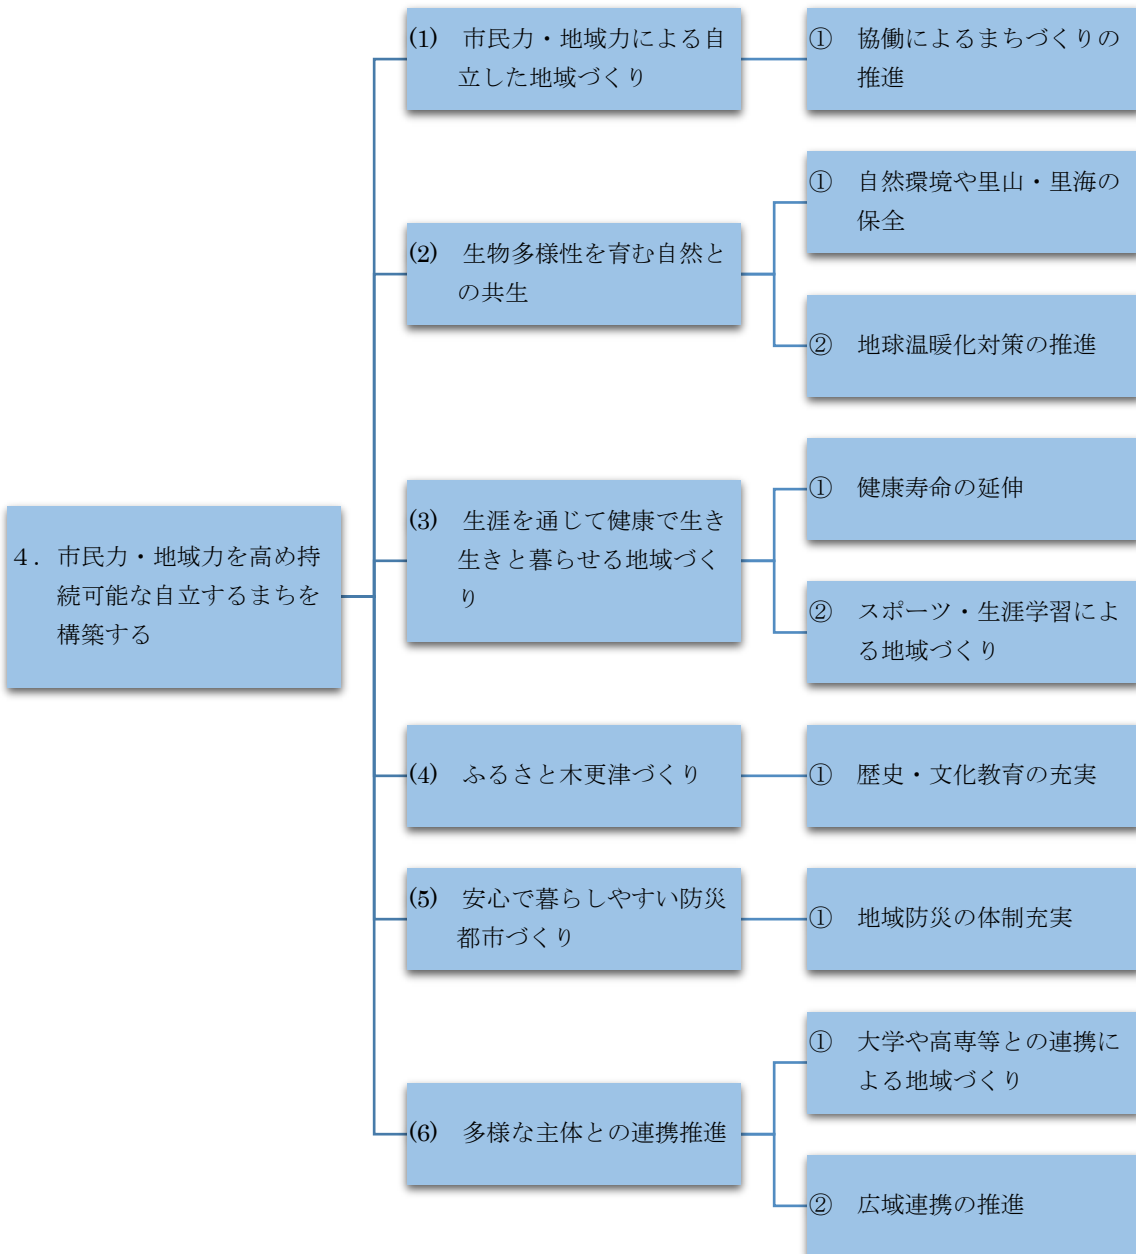 4. 市民力・地域力を高め持
続可能な自立するまちを
構築する
(1) 市民力・地域力による自
立した地域づくり
① 協働によるまちづくりの
推進
(2) 生物多様性を育む自然と
の共生
① 自然環境や里山・里海の
保全
② 地球温暖化対策の推進
(3) 生涯を通じて健康で生き
生きと暮らせる地域づく
り
① 健康寿命の延伸
② スポーツ・生涯学習によ
る地域づくり
(4) ふるさと木更津づくり
① 歴史・文化教育の充実
(5) 安心で暮らしやすい防災
都市づくり
① 地域防災の体制充実
(6) 多様な主体との連携推進
① 大学や高専等との連携に
よる地域づくり
② 広域連携の推進